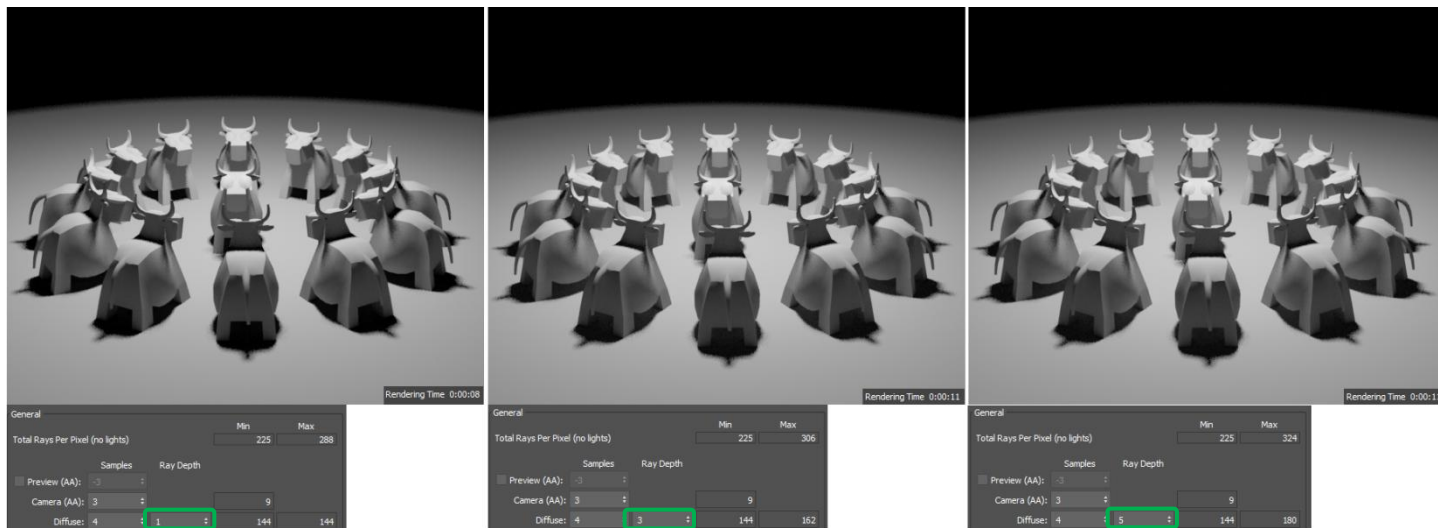 Rendering Time 0:00:08
General
Min Max
Total Rays Per Pixel (no lights) 225 288
Samples Ray Depth
Preview (AA): -3
Camera (AA): 3 9
Diffuse: 4 1 144 144
Rendering Time 0:00:11
General
Min Max
Total Rays Per Pixel (no lights) 225 306
Samples Ray Depth
Preview (AA): -3
Camera (AA): 3 9
Diffuse: 4 3 144 162
Rendering Time
General
Min Max
Total Rays Per Pixel (no lights) 225 324
Samples Ray Depth
Preview (AA): -3
Camera (AA): 3 9
Diffuse: 4 5 144 180